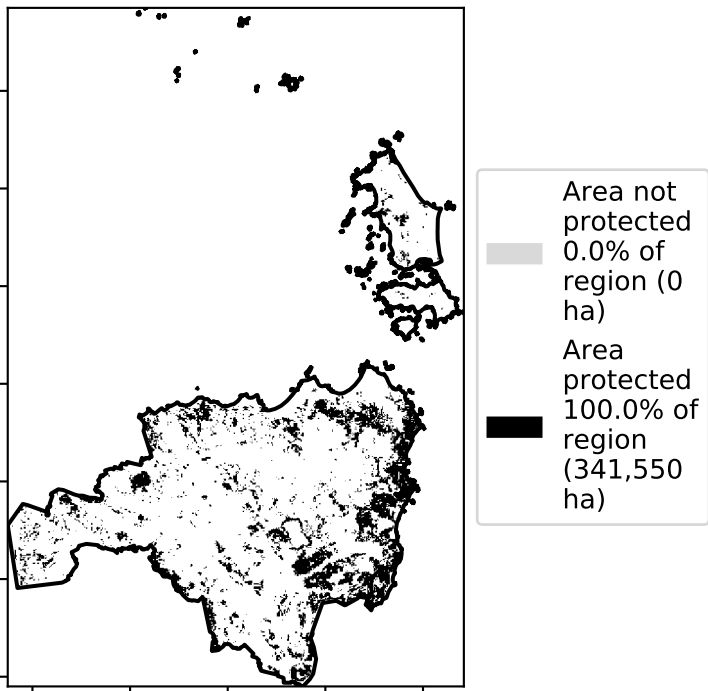 Area not
protected
0.0% of
region (0
ha)
Area
protected
100.0% of
region
(341,550
ha)